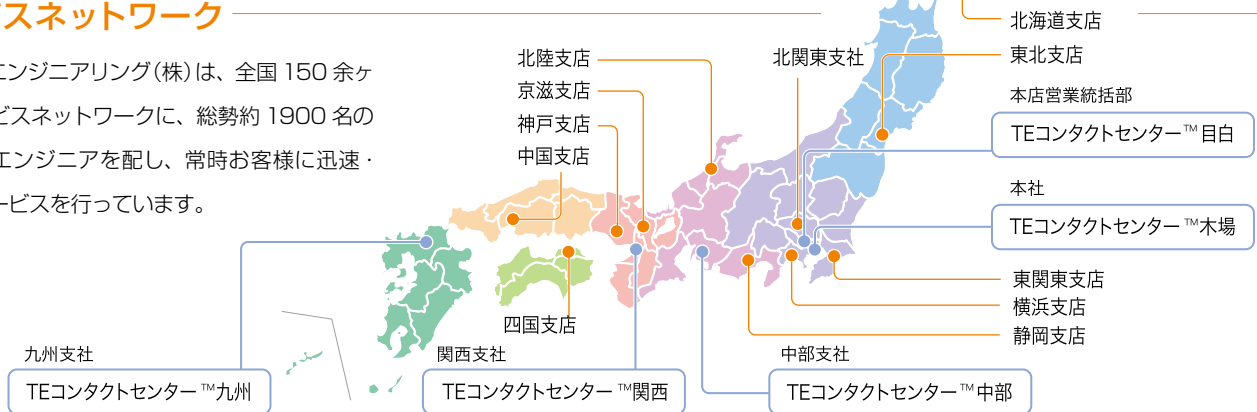 スネットワーク
エンジニアリング(株)は、全国150余ヶ
ビスネットワークに、総勢約1900名の
エンジニアを配し、常時お客様に迅速・
ービスを行っています。
北海道支店
東北支店
北陸支店
京滋支店
神戸支店
中国支店
北関東支社
本店営業統括部
TEコンタクトセンター™目白
本社
TEコンタクトセンター™木場
東関東支店
横浜支店
静岡支店
四国支店
九州支社
TEコンタクトセンター™九州
関西支社
TEコンタクトセンター™関西
中部支社
TEコンタクトセンター™中部